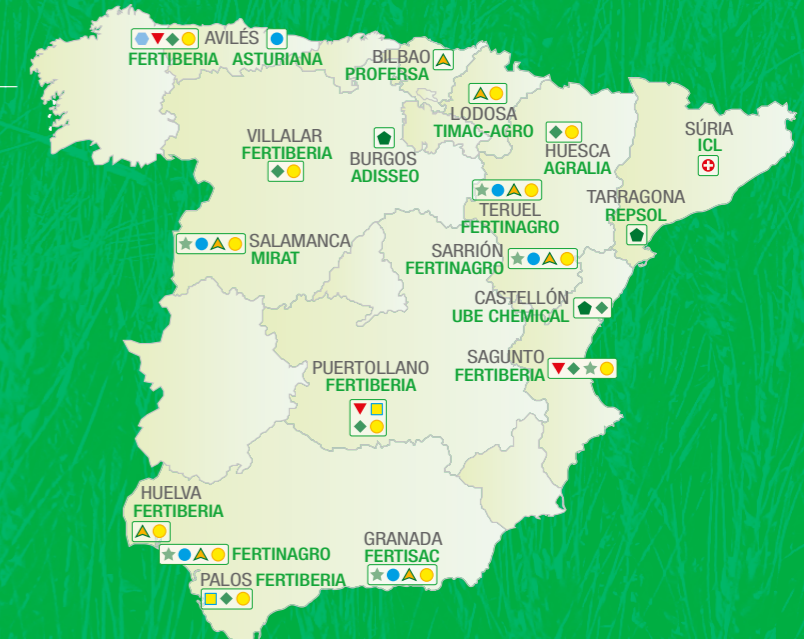 AVILÉS
FERTIBERIA ASTURIANA
BILBAO
PROFERSA
LODOSA
TIMAC-AGRO
VILLALAR
FERTIBERIA
BURGOS
ADISSEO
HUESCA
AGRALIA
SÚRIA
ICL
TERUEL
FERTINAGRO
TARRAGONA
REPSOL
SALAMANCA
MIRAT
SARRIÓN
FERTINAGRO
CASTELLÓN
UBE CHEMICAL
SAGUNTO
FERTIBERIA
PUERTOLLANO
FERTIBERIA
HUELVA
FERTIBERIA
FERTINAGRO
PALOS FERTIBERIA
GRANADA
FERTISAC